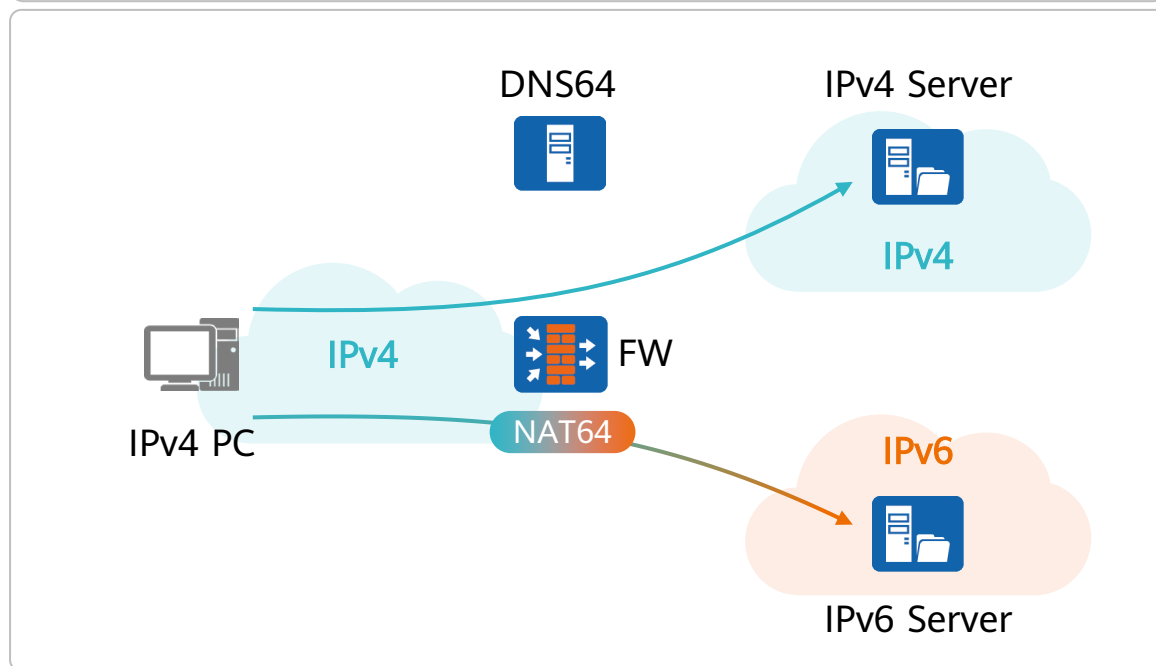 DNS64
IPv4 Server
IPv4
IPv4
FW
IPv4 PC
NAT64
IPv6
IPv6 Server